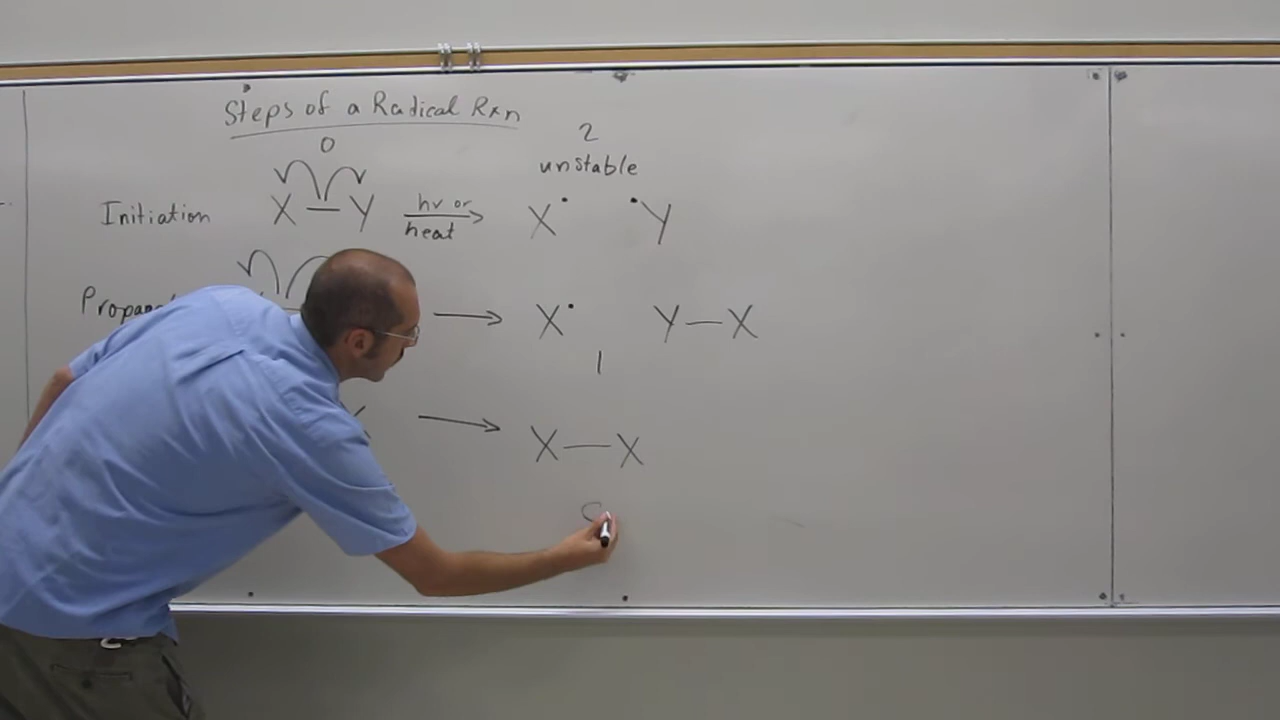 Steps of a Radical Rxn
0
2
unstable
Initiation X — Y hν or heat X• •Y
X• Y — X
1
X — X